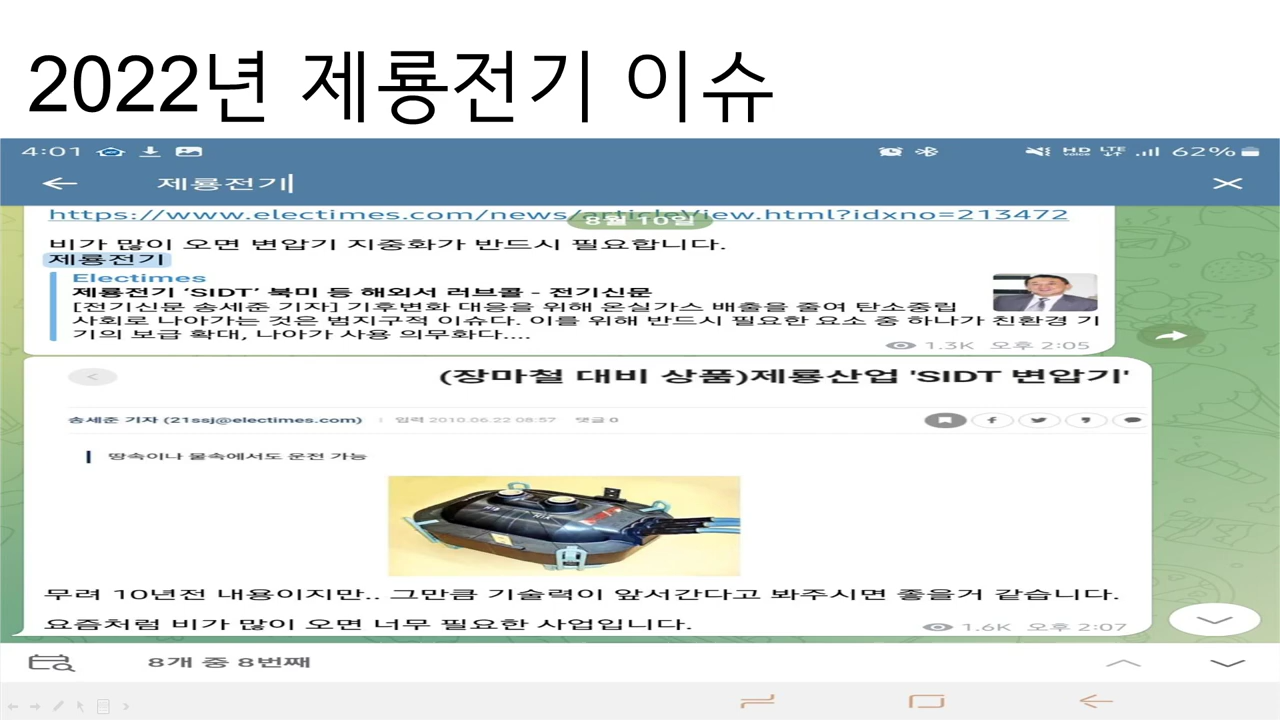 2022년 제룡전기 이슈
4:01 HD voice LTE 62%
제룡전기
https://www.electimes.com/news/articleView.html?idxno=213472
8월 10일
비가 많이 오면 변압기 지중화가 반드시 필요합니다.
제룡전기
Electimes
제룡전기 ‘SIDT’ 북미 등 해외서 러브콜 - 전기신문
[전기신문 송세준 기자] 기후변화 대응을 위해 온실가스 배출을 줄여 탄소중립
사회로 나아가는 것은 범지구적 이슈다. 이를 위해 반드시 필요한 요소 중 하나가 친환경 기
기의 보급 확대, 나아가 사용 의무화다....
1.3K 오후 2:05
(장마철 대비 상품)제룡산업 'SIDT 변압기'
송세준 기자 (21ssj@electimes.com) 입력 2010.06.22 08:57 댓글 0
땅속이나 물속에서도 운전 가능
무려 10년전 내용이지만.. 그만큼 기술력이 앞서간다고 봐주시면 좋을거 같습니다.
요즘처럼 비가 많이 오면 너무 필요한 사업입니다.
1.6K 오후 2:07
8개 중 8번째